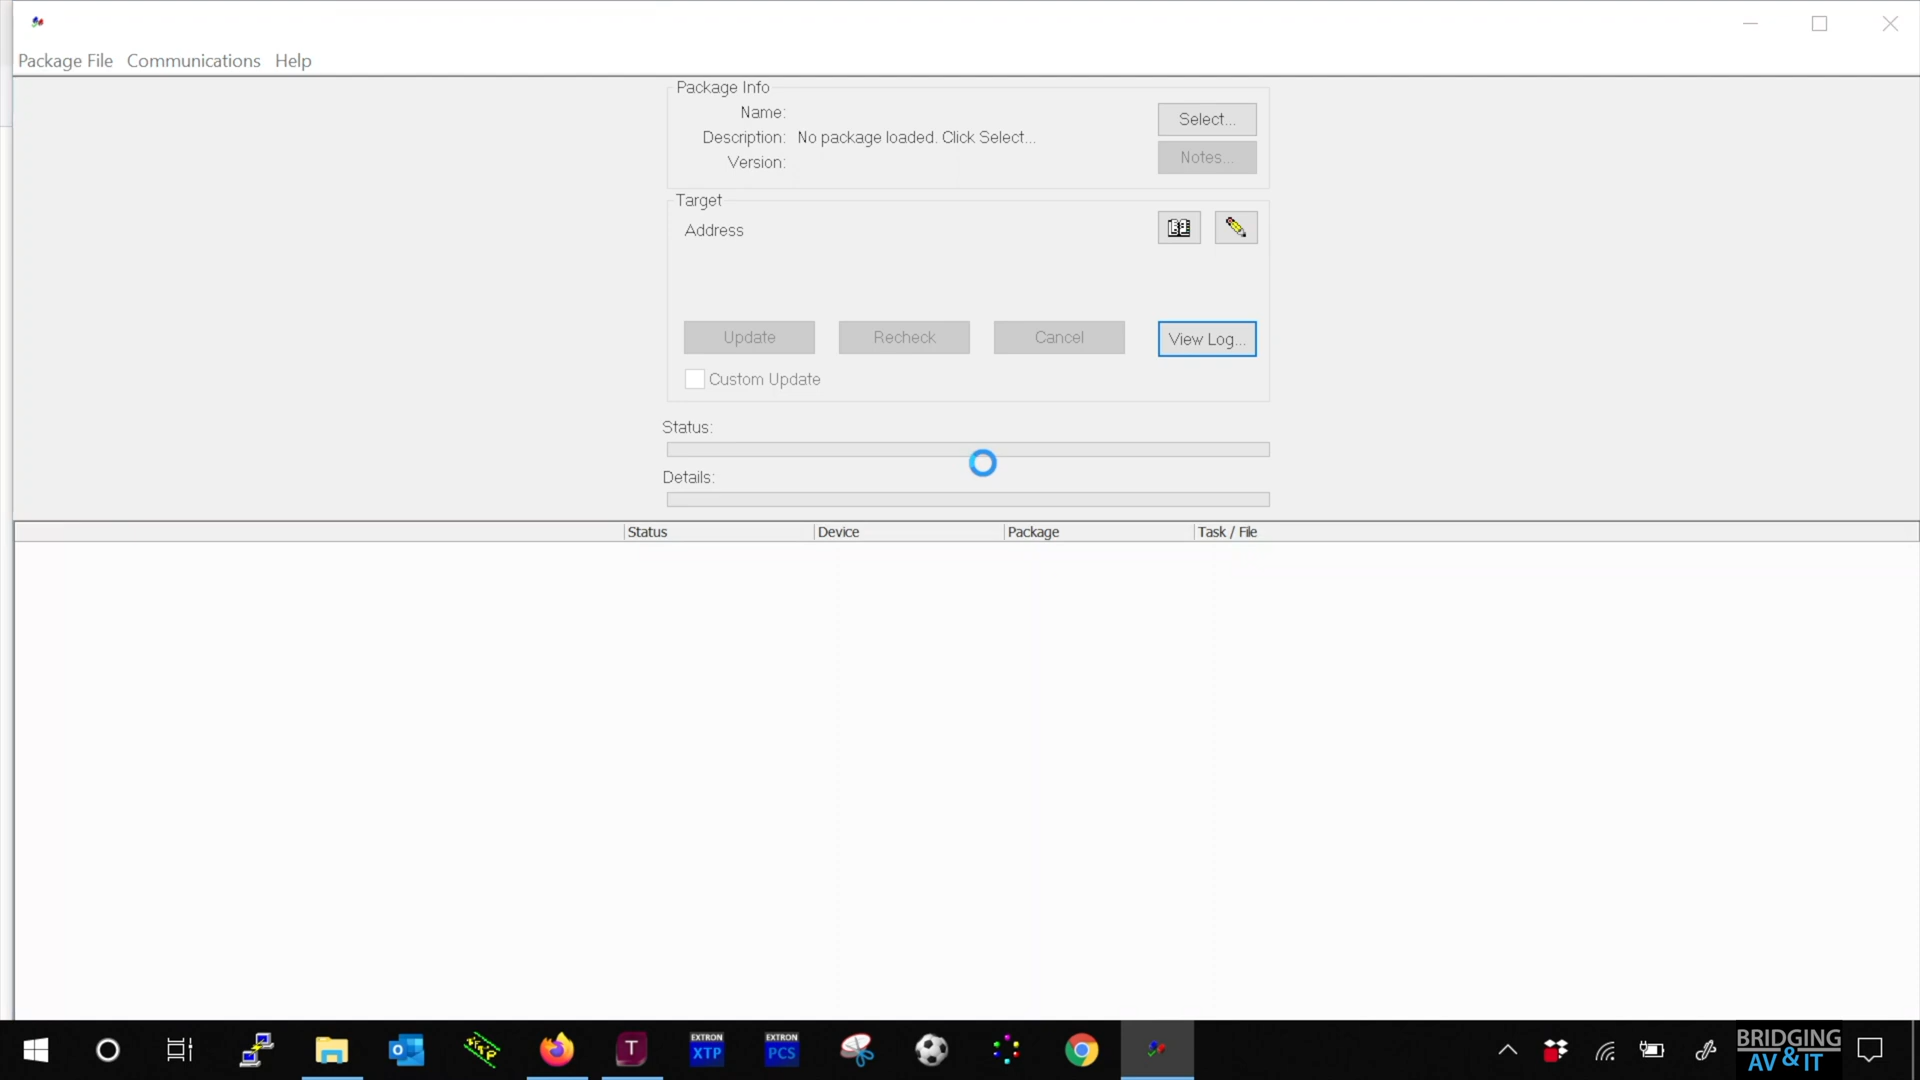 Package File Communications Help
Package Info
Name:
Select...
Description: No package loaded. Click Select...
Version:
Notes...
Target
Address
Update Recheck Cancel View Log...
Custom Update
Status:
Details:
Status Device Package Task / File
T
EXTRON
XTP
EXTRON
PCS
BRIDGING
AV & IT